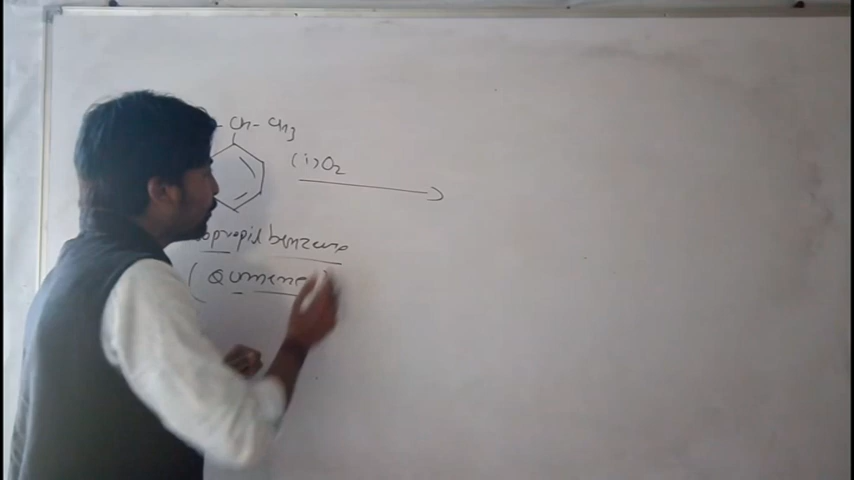 - CH - CH3
(i) O2
opropil benzene
(Qumene)